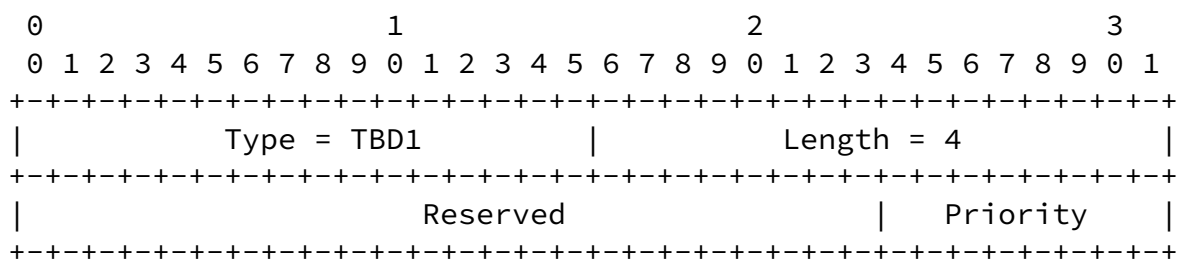 0                   1                   2                   3
 0 1 2 3 4 5 6 7 8 9 0 1 2 3 4 5 6 7 8 9 0 1 2 3 4 5 6 7 8 9 0 1
+-+-+-+-+-+-+-+-+-+-+-+-+-+-+-+-+-+-+-+-+-+-+-+-+-+-+-+-+-+-+-+-+
|           Type = TBD1         |          Length = 4           |
+-+-+-+-+-+-+-+-+-+-+-+-+-+-+-+-+-+-+-+-+-+-+-+-+-+-+-+-+-+-+-+-+
|                      Reserved                 |   Priority    |
+-+-+-+-+-+-+-+-+-+-+-+-+-+-+-+-+-+-+-+-+-+-+-+-+-+-+-+-+-+-+-+-+